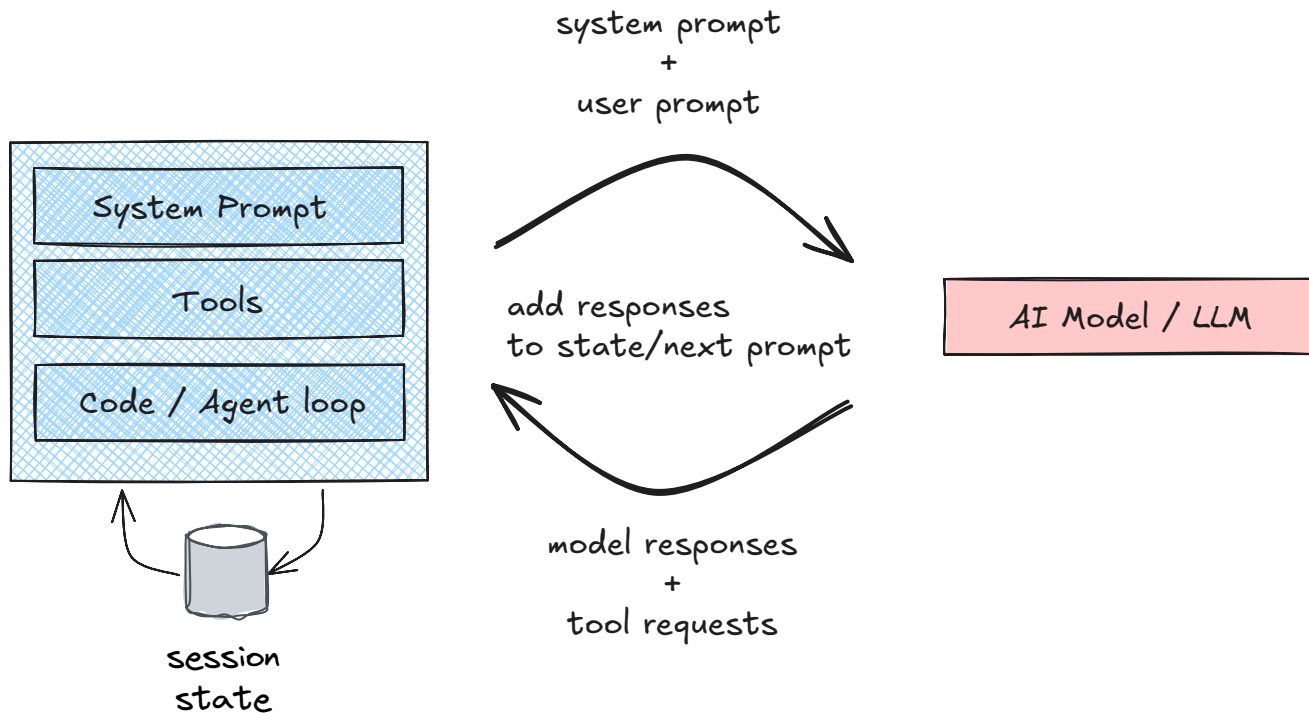 system prompt
+
user prompt
System Prompt
Tools
Code / Agent loop
add responses
to state/next prompt
AI Model / LLM
model responses
+
tool requests
session
state